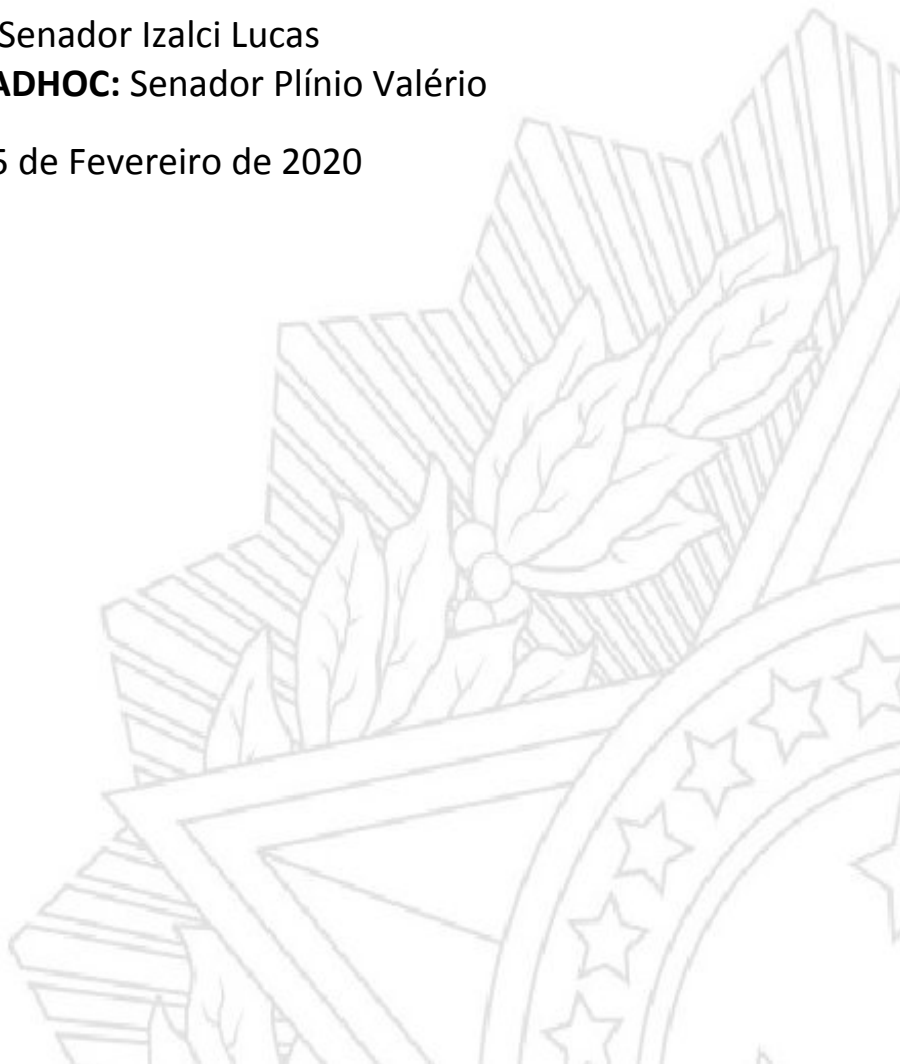 Senador Izalci Lucas
ADHOC: Senador Plínio Valério
5 de Fevereiro de 2020